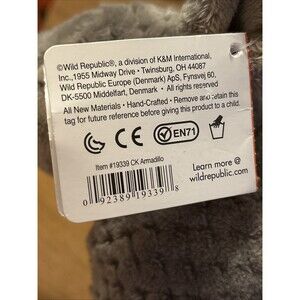 ©Wild Republic®, a division of K&M International,
Inc.,1955 Midway Drive • Twinsburg, OH 44087
Wild Republic Europe (Denmark) ApS, Fynsvej 60,
DK-5500 Middelfart, Denmark • All rights reserved
All New Materials • Hand-Crafted • Remove and retain this
tag for future reference before giving this product to a child.
CE
EN71
Item #19339 CK Armadillo
0 92389 19339 8
Learn more @
wildrepublic.com